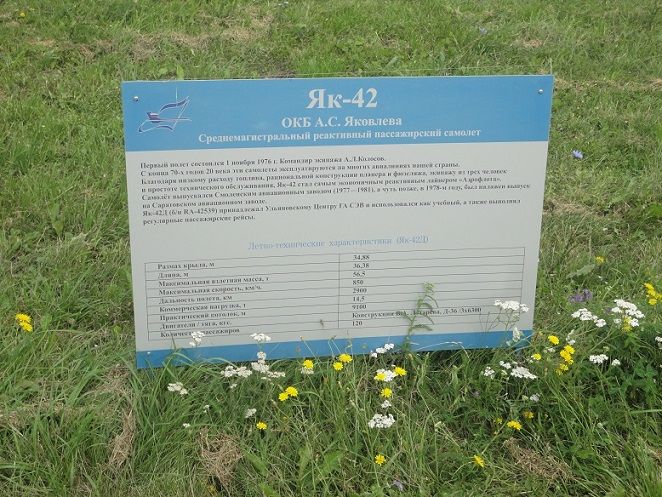 Як-42
ОКБ А.С. Яковлева
Среднемагистральный реактивный пассажирский самолет
Первый полет состоялся 1 ноября 1976 г. Командир экипажа А.Л.Колосов.
С конца 70-х годов 20 века эти самолеты эксплуатируются на многих авиалиниях нашей страны.
Благодаря низкому расходу топлива, рациональной конструкции планера и фюзеляжа, экипажу из трех человек
и простоте технического обслуживания, Як-42 стал самым экономичным реактивным лайнером «Аэрофлота».
Самолёт выпускался Смоленским авиационным заводом (1977—1981), а чуть позже, в 1978-м году, был налажен выпуск
на Саратовском авиационном заводе.
Як-42Д (б/н RA-42539) принадлежал Ульяновскому Центру ГА СЭВ и использовался как учебный, а также выполнял
регулярные пассажирские рейсы.
Летно-технические характеристики (Як-42Д)
Размах крыла, м 34,88
Длина, м 36,38
Максимальная взлетная масса, т 56,5
Максимальная скорость, км/ч. 850
Дальность полета, км 2900
Коммерческая нагрузка, т 14,5
Практический потолок, м 9100
Двигатели / тяга, кгс. Конструкции В.А. Лотарева, Д-36 /3х6500
Количество пассажиров 120